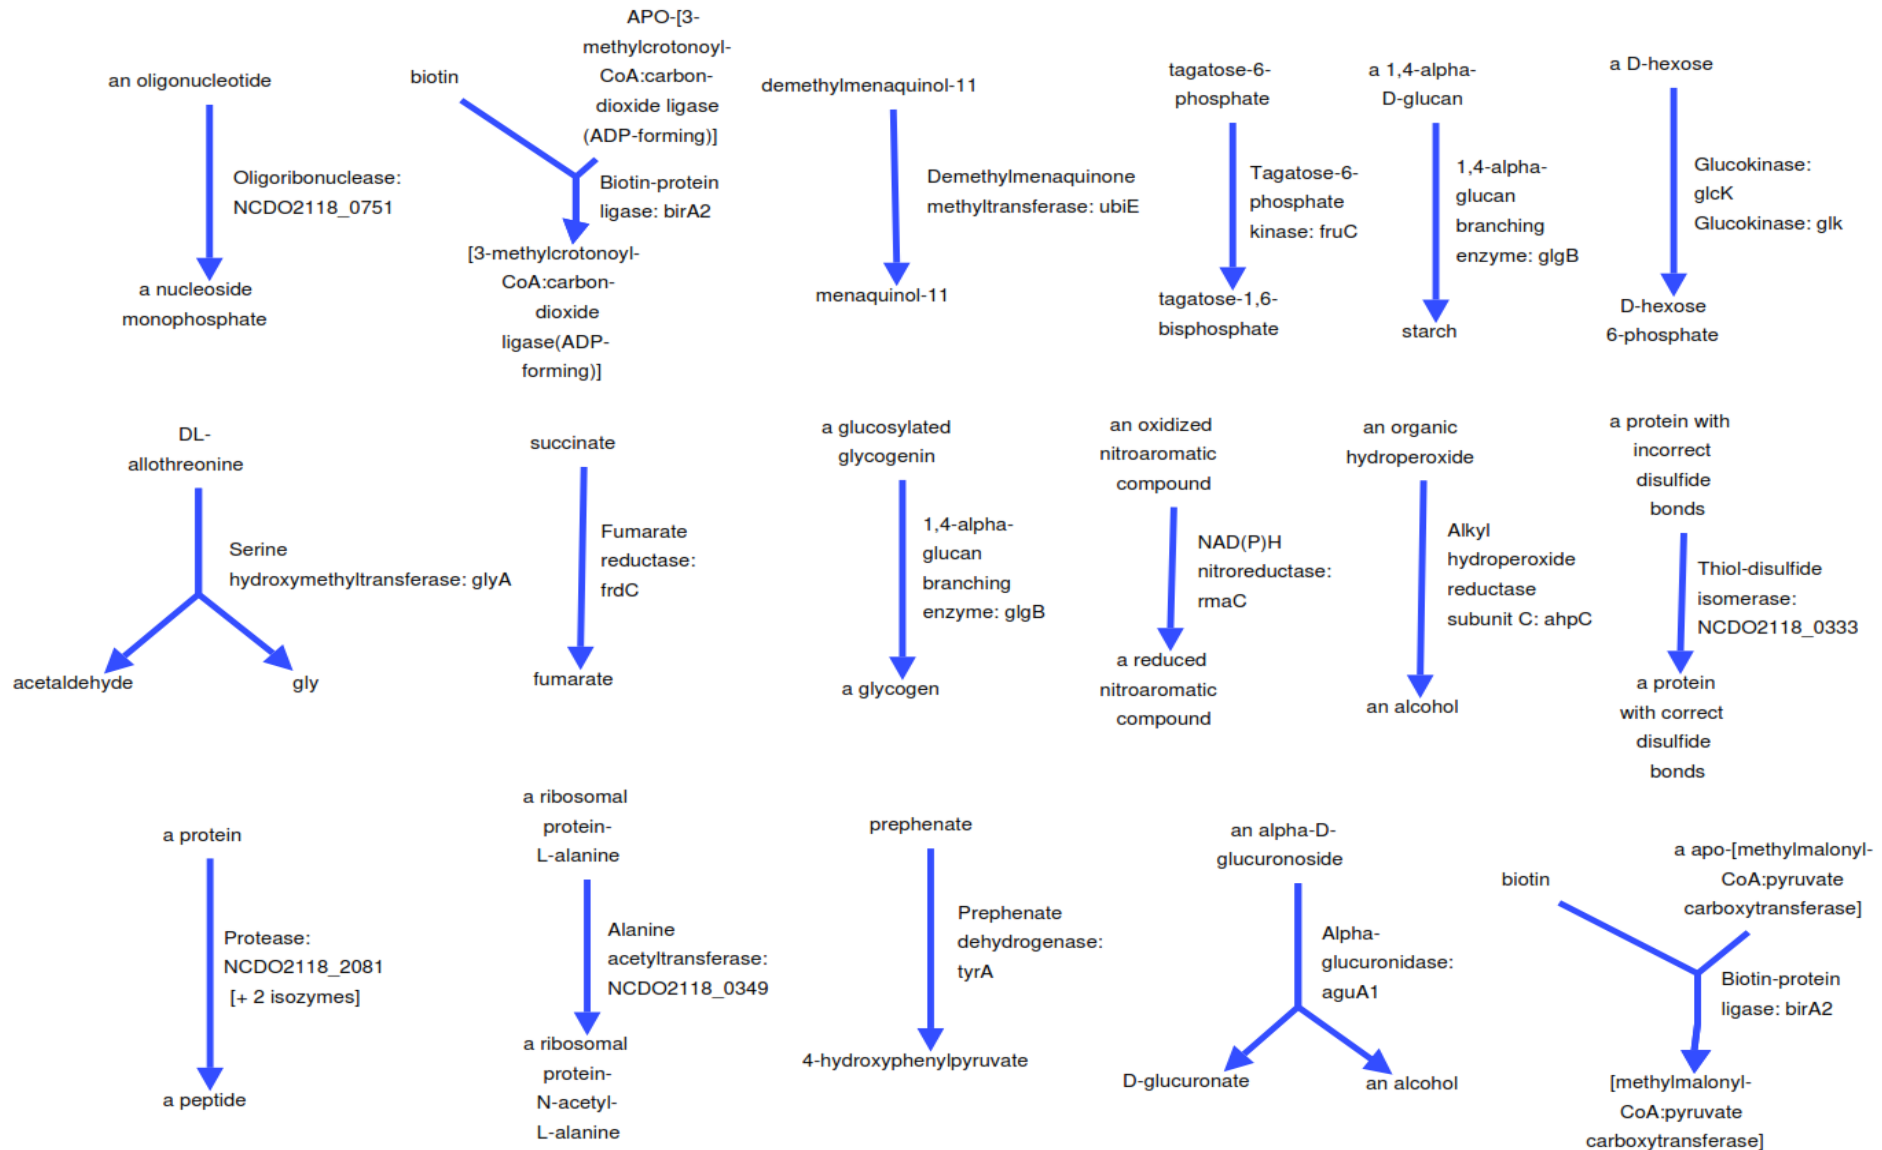 an oligonucleotide
Oligoribonuclease:
NCDO2118_0751
a nucleoside
monophosphate
biotin
APO-[3-
methylcrotonoyl-
CoA:carbon-
dioxide ligase
(ADP-forming)]
Biotin-protein
ligase: birA2
[3-methylcrotonoyl-
CoA:carbon-
dioxide
ligase(ADP-
forming)]
demethylmenaquinol-11
Demethylmenaquinone
methyltransferase: ubiE
menaquinol-11
tagatose-6-
phosphate
Tagatose-6-
phosphate
kinase: fruC
tagatose-1,6-
bisphosphate
a 1,4-alpha-
D-glucan
1,4-alpha-
glucan
branching
enzyme: glgB
starch
a D-hexose
Glucokinase:
glcK
Glucokinase: glk
D-hexose
6-phosphate
DL-
allothreonine
Serine
hydroxymethyltransferase: glyA
acetaldehyde
gly
succinate
Fumarate
reductase:
frdC
fumarate
a glucosylated
glycogenin
1,4-alpha-
glucan
branching
enzyme: glgB
a glycogen
an oxidized
nitroaromatic
compound
NAD(P)H
nitroreductase:
rmaC
a reduced
nitroaromatic
compound
an organic
hydroperoxide
Alkyl
hydroperoxide
reductase
subunit C: ahpC
an alcohol
a protein with
incorrect
disulfide
bonds
Thiol-disulfide
isomerase:
NCDO2118_0333
a protein
with correct
disulfide
bonds
a protein
Protease:
NCDO2118_2081
[+ 2 isozymes]
a peptide
a ribosomal
protein-
L-alanine
Alanine
acetyltransferase:
NCDO2118_0349
a ribosomal
protein-
N-acetyl-
L-alanine
prephenate
Prephenate
dehydrogenase:
tyrA
4-hydroxyphenylpyruvate
an alpha-D-
glucuronoside
Alpha-
glucuronidase:
aguA1
D-glucuronate
an alcohol
biotin
a apo-[methylmalonyl-
CoA:pyruvate
carboxytransferase]
Biotin-protein
ligase: birA2
[methylmalonyl-
CoA:pyruvate
carboxytransferase]